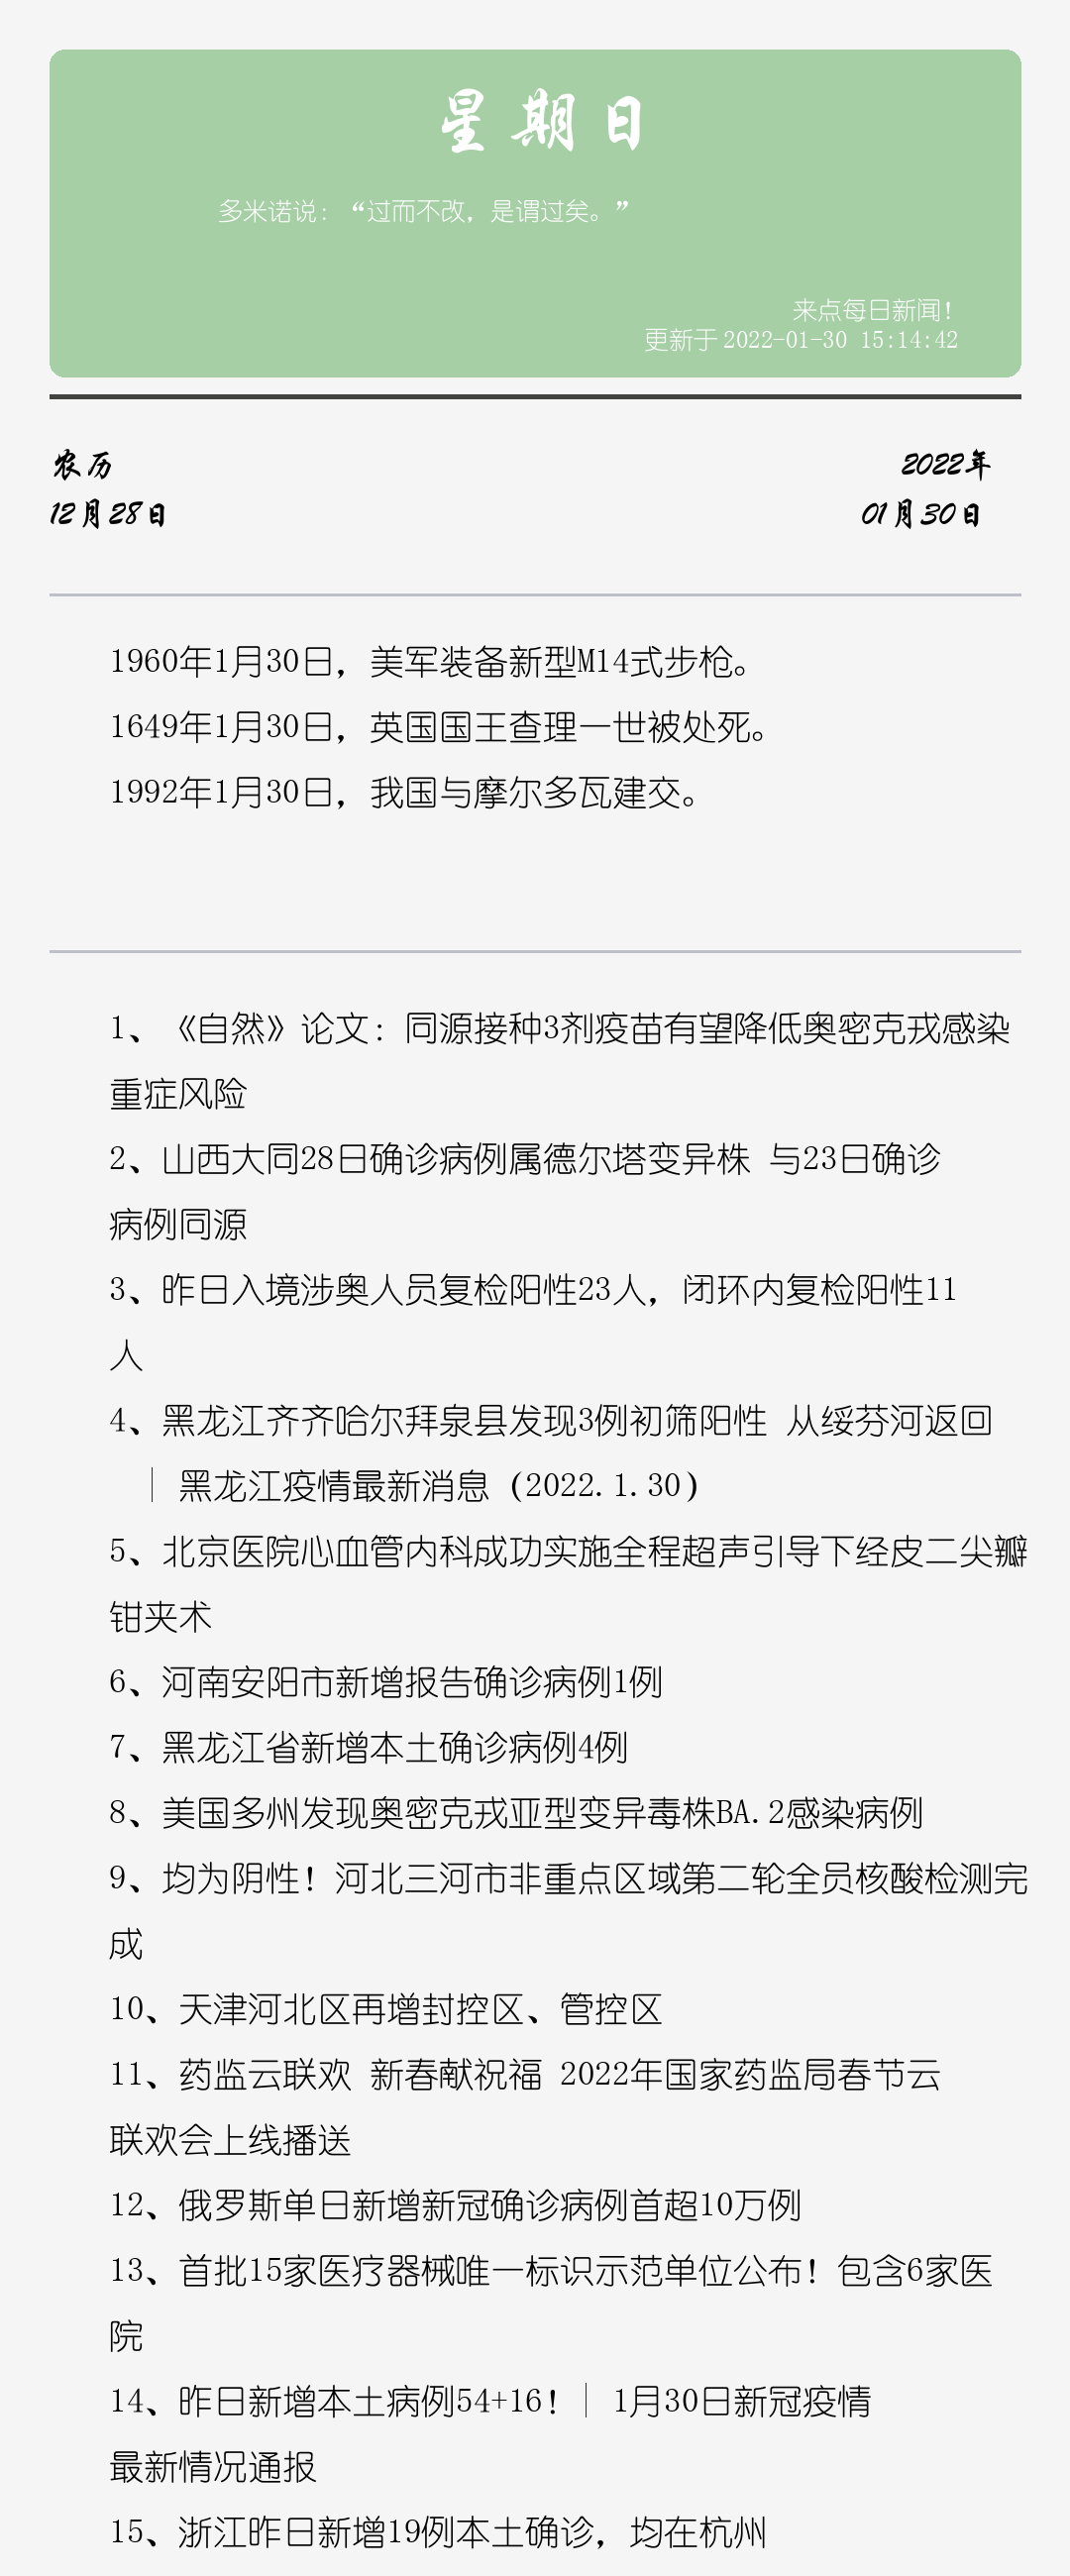 星期日
多米诺说：“过而不改，是谓过矣。”
来点每日新闻！
更新于 2022-01-30 15:14:42
农历
12月28日
2022年
01月30日
1960年1月30日，美军装备新型M14式步枪。
1649年1月30日，英国国王查理一世被处死。
1992年1月30日，我国与摩尔多瓦建交。
1、《自然》论文：同源接种3剂疫苗有望降低奥密克戎感染
重症风险
2、山西大同28日确诊病例属德尔塔变异株 与23日确诊
病例同源
3、昨日入境涉奥人员复检阳性23人，闭环内复检阳性11
人
4、黑龙江齐齐哈尔拜泉县发现3例初筛阳性 从绥芬河返回
｜ 黑龙江疫情最新消息（2022.1.30）
5、北京医院心血管内科成功实施全程超声引导下经皮二尖瓣
钳夹术
6、河南安阳市新增报告确诊病例1例
7、黑龙江省新增本土确诊病例4例
8、美国多州发现奥密克戎亚型变异毒株BA.2感染病例
9、均为阴性！河北三河市非重点区域第二轮全员核酸检测完
成
10、天津河北区再增封控区、管控区
11、药监云联欢 新春献祝福 2022年国家药监局春节云
联欢会上线播送
12、俄罗斯单日新增新冠确诊病例首超10万例
13、首批15家医疗器械唯一标识示范单位公布！包含6家医
院
14、昨日新增本土病例54+16！｜ 1月30日新冠疫情
最新情况通报
15、浙江昨日新增19例本土确诊，均在杭州